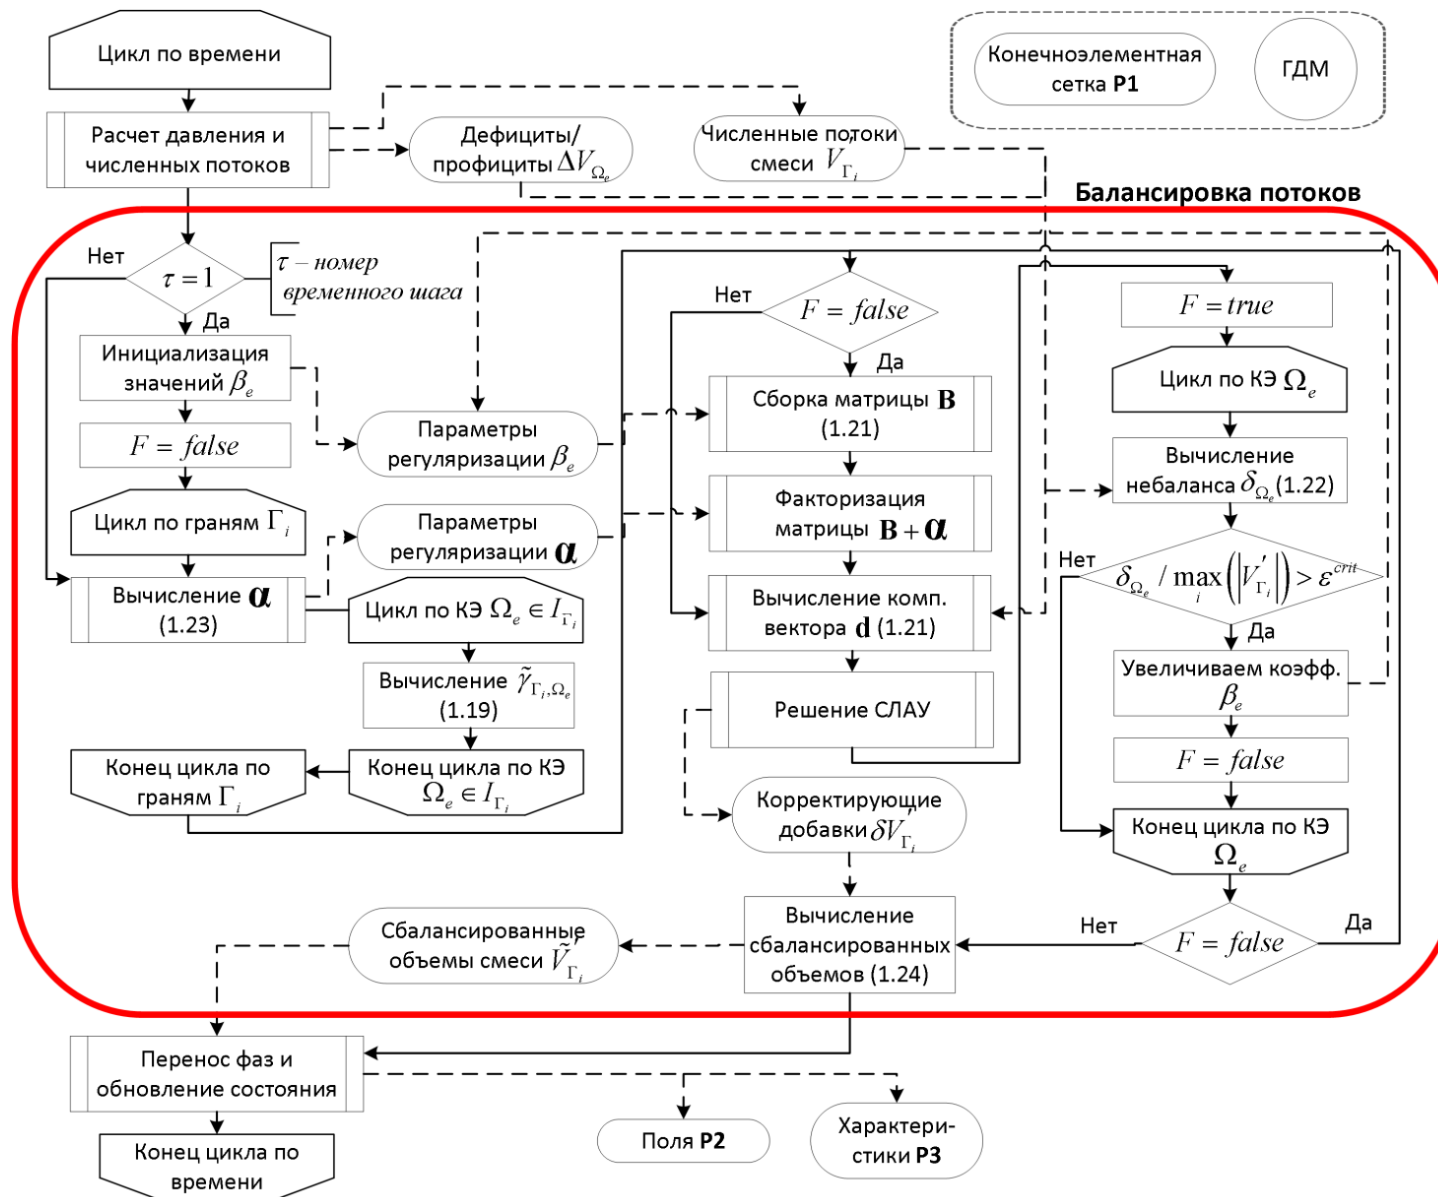 Цикл по времени
Конечноэлементная
сетка P1
ГДМ
Расчет давления и
численных потоков
Дефициты/
профициты ΔV_{Ω_e}
Численные потоки
смеси V'_{Γ_i}
Балансировка потоков
Нет
τ = 1
τ – номер
временного шага
Да
Инициализация
значений β_e
F = false
Цикл по граням Γ_i
Вычисление α
(1.23)
Параметры
регуляризации β_e
Параметры
регуляризации α
Цикл по КЭ Ω_e ∈ I_{Γ_i}
Вычисление γ̃_{Γ_i,Ω_e}
(1.19)
Конец цикла по КЭ
Ω_e ∈ I_{Γ_i}
Конец цикла по
граням Γ_i
Нет
F = false
Да
Сборка матрицы B
(1.21)
Факторизация
матрицы B + α
Вычисление комп.
вектора d (1.21)
Решение СЛАУ
Корректирующие
добавки δV'_{Γ_i}
Вычисление
сбалансированных
объемов (1.24)
Сбалансированные
объемы смеси Ṽ'_{Γ_i}
F = true
Цикл по КЭ Ω_e
Вычисление
небаланса δ_{Ω_e} (1.22)
Нет
δ_{Ω_e} / max_i (|V'_{Γ_i}|) > ε^{crit}
Да
Увеличиваем коэфф.
β_e
F = false
Конец цикла по КЭ
Ω_e
Нет
F = false
Да
Перенос фаз и
обновление состояния
Поля P2
Характери-
стики P3
Конец цикла по
времени